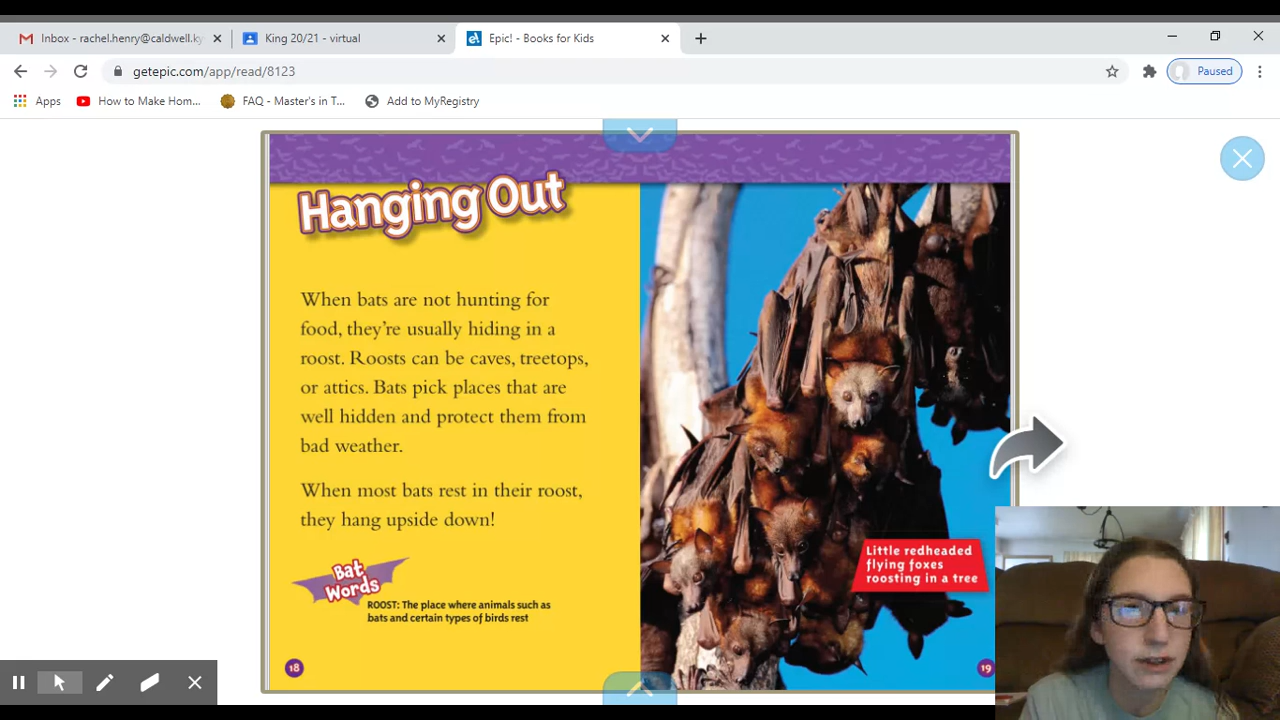 Inbox - rachel.henry@caldwell.ky
King 20/21 - virtual
Epic! - Books for Kids
getepic.com/app/read/8123
Paused
Apps
How to Make Hom...
FAQ - Master's in T...
Add to MyRegistry
Hanging Out
When bats are not hunting for
food, they're usually hiding in a
roost. Roosts can be caves, treetops,
or attics. Bats pick places that are
well hidden and protect them from
bad weather.
When most bats rest in their roost,
they hang upside down!
Bat
Words
ROOST: The place where animals such as
bats and certain types of birds rest
18
Little redheaded
flying foxes
roosting in a tree
19